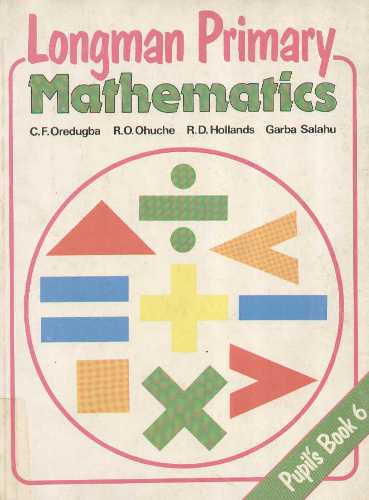 Longman Primary
Mathematics
C.F.Oredugba R.O.Ohuche R.D.Hollands Garba Salahu
Pupil's Book 6